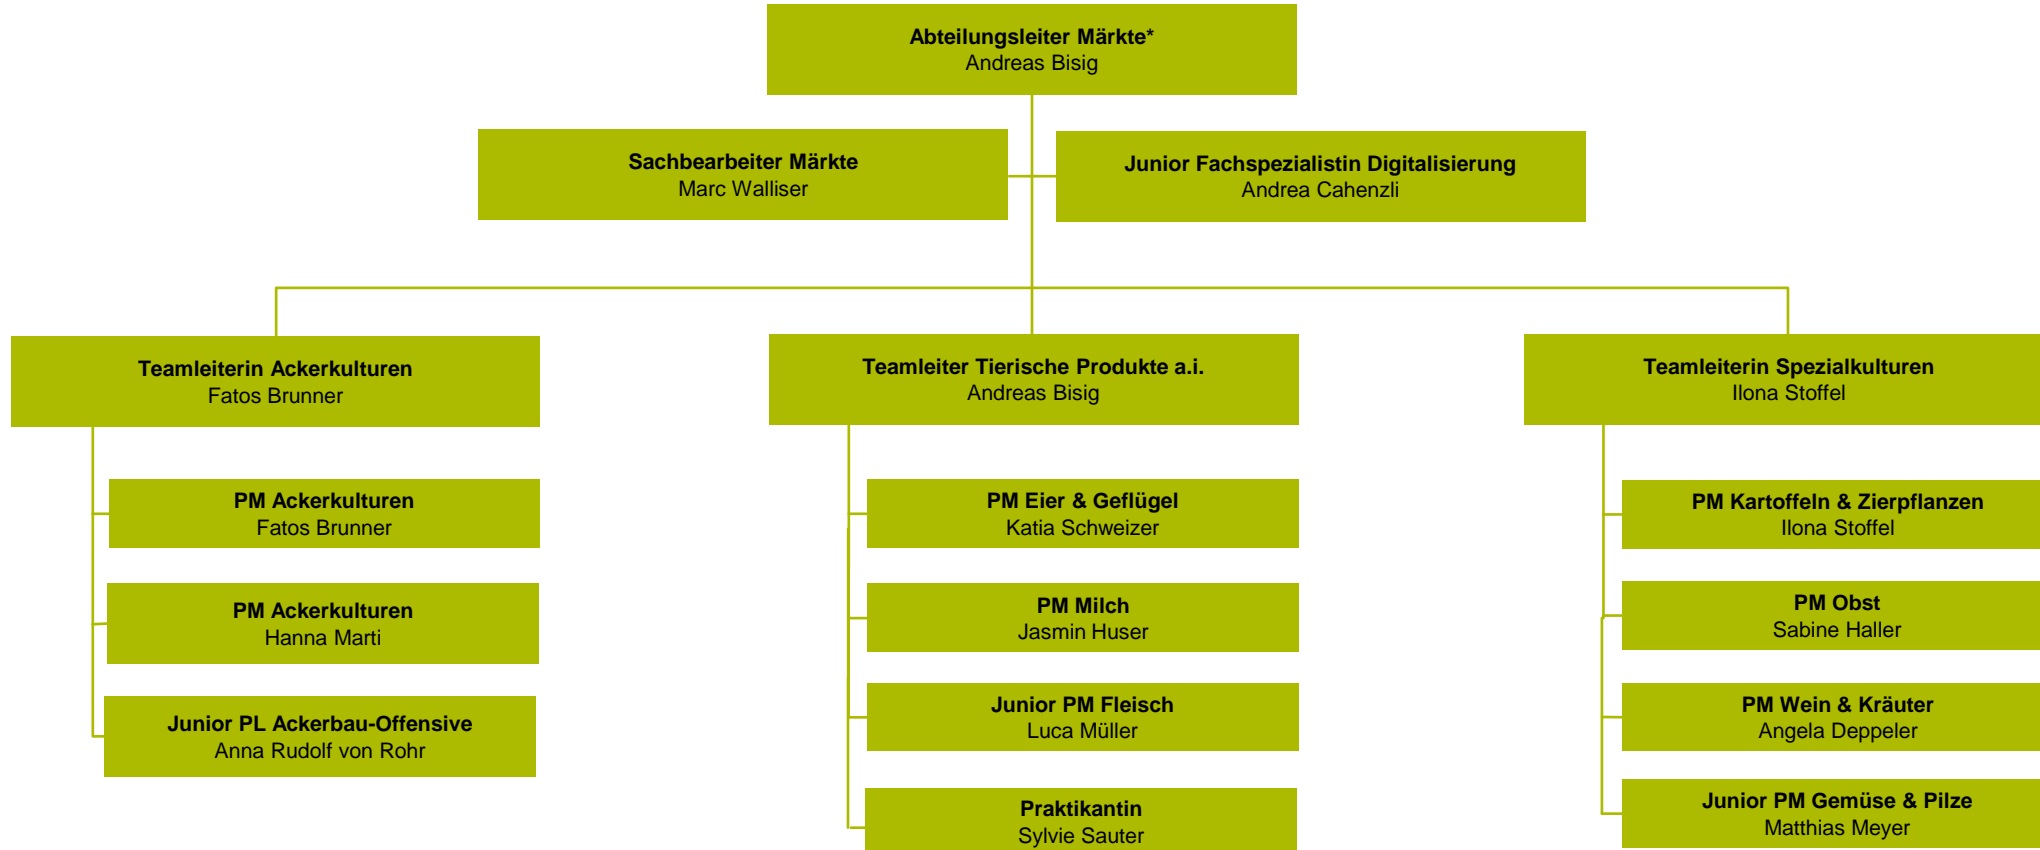 Abteilungsleiter Märkte*
Andreas Bisig
Sachbearbeiter Märkte
Marc Walliser
Junior Fachspezialistin Digitalisierung
Andrea Cahenzli
Teamleiterin Ackerkulturen
Fatos Brunner
PM Ackerkulturen
Fatos Brunner
PM Ackerkulturen
Hanna Marti
Junior PL Ackerbau-Offensive
Anna Rudolf von Rohr
Teamleiter Tierische Produkte a.i.
Andreas Bisig
PM Eier & Geflügel
Katia Schweizer
PM Milch
Jasmin Huser
Junior PM Fleisch
Luca Müller
Praktikantin
Sylvie Sauter
Teamleiterin Spezialkulturen
Ilona Stoffel
PM Kartoffeln & Zierpflanzen
Ilona Stoffel
PM Obst
Sabine Haller
PM Wein & Kräuter
Angela Deppeler
Junior PM Gemüse & Pilze
Matthias Meyer